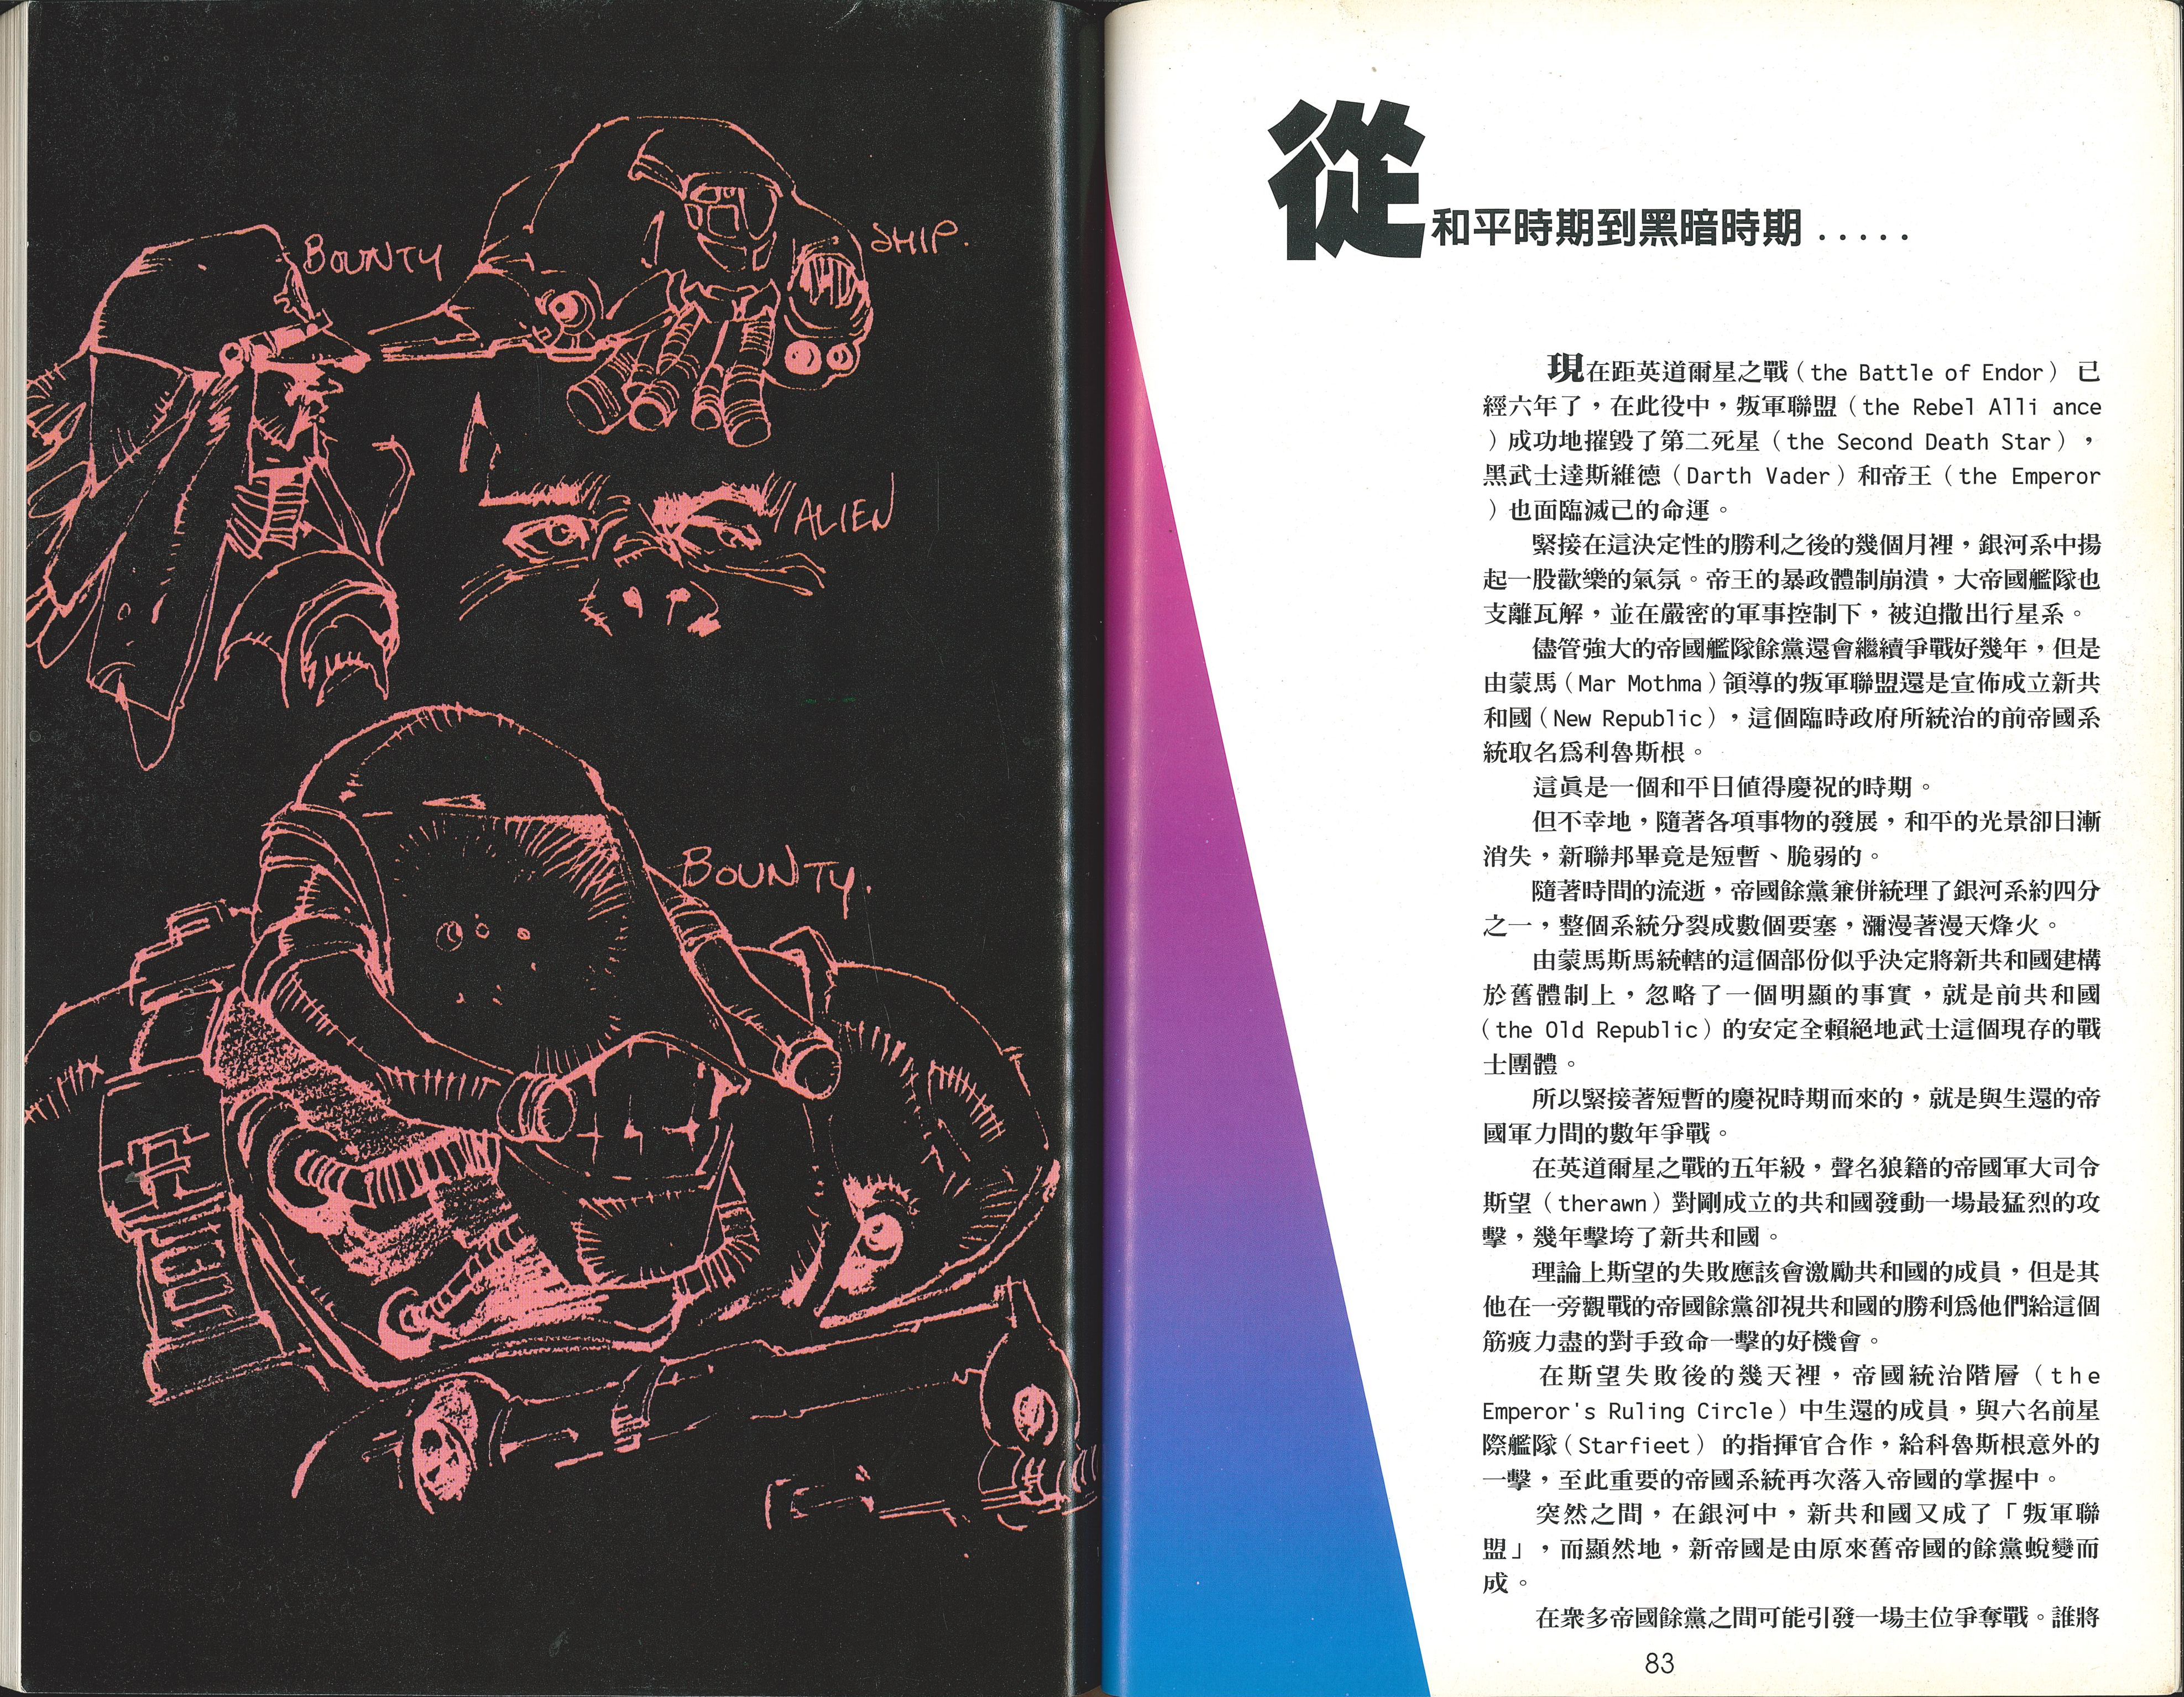 BOUNTY
SHIP.
ALIEN
BOUNTY.
從和平時期到黑暗時期.....
現在距英道爾星之戰（the Battle of Endor） 已
經六年了，在此役中，叛軍聯盟（the Rebel Alli ance
）成功地摧毀了第二死星（the Second Death Star），
黑武士達斯維德（Darth Vader）和帝王（the Emperor
）也面臨滅己的命運。
緊接在這決定性的勝利之後的幾個月裡，銀河系中揚
起一股歡樂的氣氛。帝王的暴政體制崩潰，大帝國艦隊也
支離瓦解，並在嚴密的軍事控制下，被迫撒出行星系。
儘管強大的帝國艦隊餘黨還會繼續爭戰好幾年，但是
由蒙馬（Mar Mothma）領導的叛軍聯盟還是宣佈成立新共
和國（New Republic），這個臨時政府所統治的前帝國系
統取名為利魯斯根。
這眞是一個和平日值得慶祝的時期。
但不幸地，隨著各項事物的發展，和平的光景卻日漸
消失，新聯邦畢竟是短暫、脆弱的。
隨著時間的流逝，帝國餘黨兼併統理了銀河系約四分
之一，整個系統分裂成數個要塞，瀰漫著漫天烽火。
由蒙馬斯馬統轄的這個部份似乎決定將新共和國建構
於舊體制上，忽略了一個明顯的事實，就是前共和國
（the Old Republic）的安定全賴絕地武士這個現存的戰
士團體。
所以緊接著短暫的慶祝時期而來的，就是與生還的帝
國軍力間的數年爭戰。
在英道爾星之戰的五年級，聲名狼籍的帝國軍大司令
斯望（therawn）對剛成立的共和國發動一場最猛烈的攻
擊，幾年擊垮了新共和國。
理論上斯望的失敗應該會激勵共和國的成員，但是其
他在一旁觀戰的帝國餘黨卻視共和國的勝利為他們給這個
筋疲力盡的對手致命一擊的好機會。
在斯望失敗後的幾天裡，帝國統治階層（the
Emperor's Ruling Circle）中生還的成員，與六名前星
際艦隊（Starfieet） 的指揮官合作，給科魯斯根意外的
一擊，至此重要的帝國系統再次落入帝國的掌握中。
突然之間，在銀河中，新共和國又成了「叛軍聯
盟」，而顯然地，新帝國是由原來舊帝國的餘黨蛻變而
成。
在衆多帝國餘黨之間可能引發一場主位爭奪戰。誰將
83